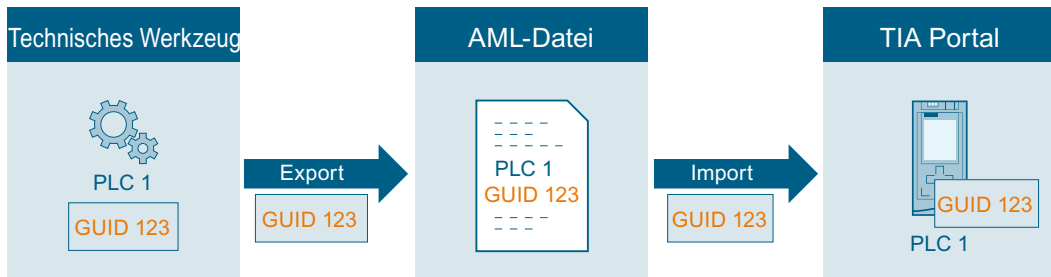 Technisches Werkzeug
AML-Datei
TIA Portal
PLC 1
GUID 123
Export
GUID 123
PLC 1
GUID 123
Import
GUID 123
GUID 123
PLC 1